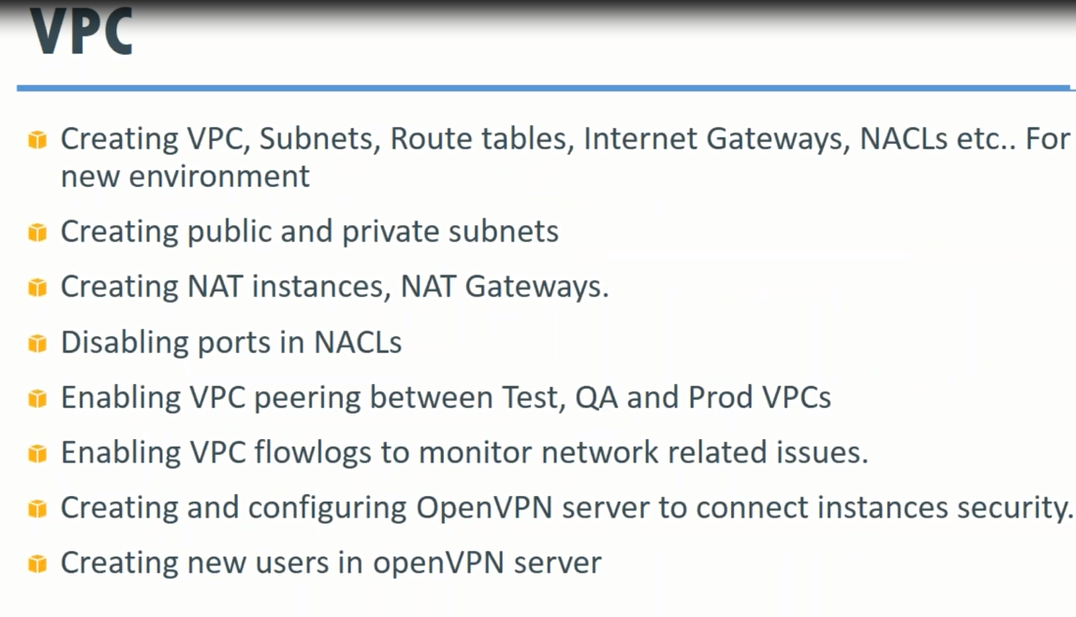 VPC
Creating VPC, Subnets, Route tables, Internet Gateways, NACLs etc.. For
new environment
Creating public and private subnets
Creating NAT instances, NAT Gateways.
Disabling ports in NACLs
Enabling VPC peering between Test, QA and Prod VPCs
Enabling VPC flowlogs to monitor network related issues.
Creating and configuring OpenVPN server to connect instances security.
Creating new users in openVPN server